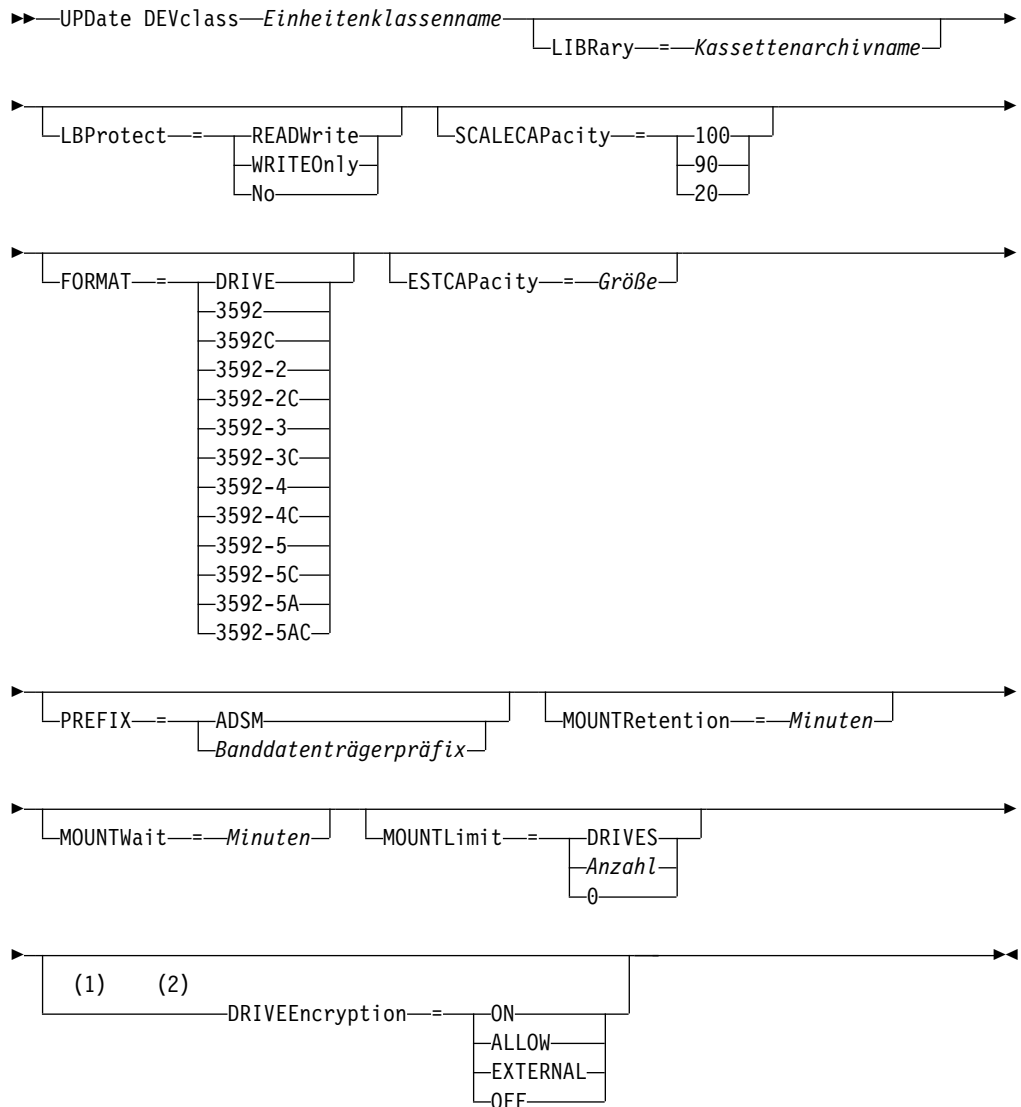 UPDate DEVclass Einheitenklassenname
LIBRary = Kassettenarchivname
LBProtect = READWrite SCALECAPacity = 100
WRITEOnly 90
No 20
FORMAT = DRIVE ESTCAPacity = Größe
3592
3592C
3592-2
3592-2C
3592-3
3592-3C
3592-4
3592-4C
3592-5
3592-5C
3592-5A
3592-5AC
PREFIX = ADSM MOUNTRetention = Minuten
Banddatenträgerpräfix
MOUNTWait = Minuten MOUNTLimit = DRIVES
Anzahl
0
(1) (2)
DRIVEEncryption = ON
ALLOW
EXTERNAL
OFF